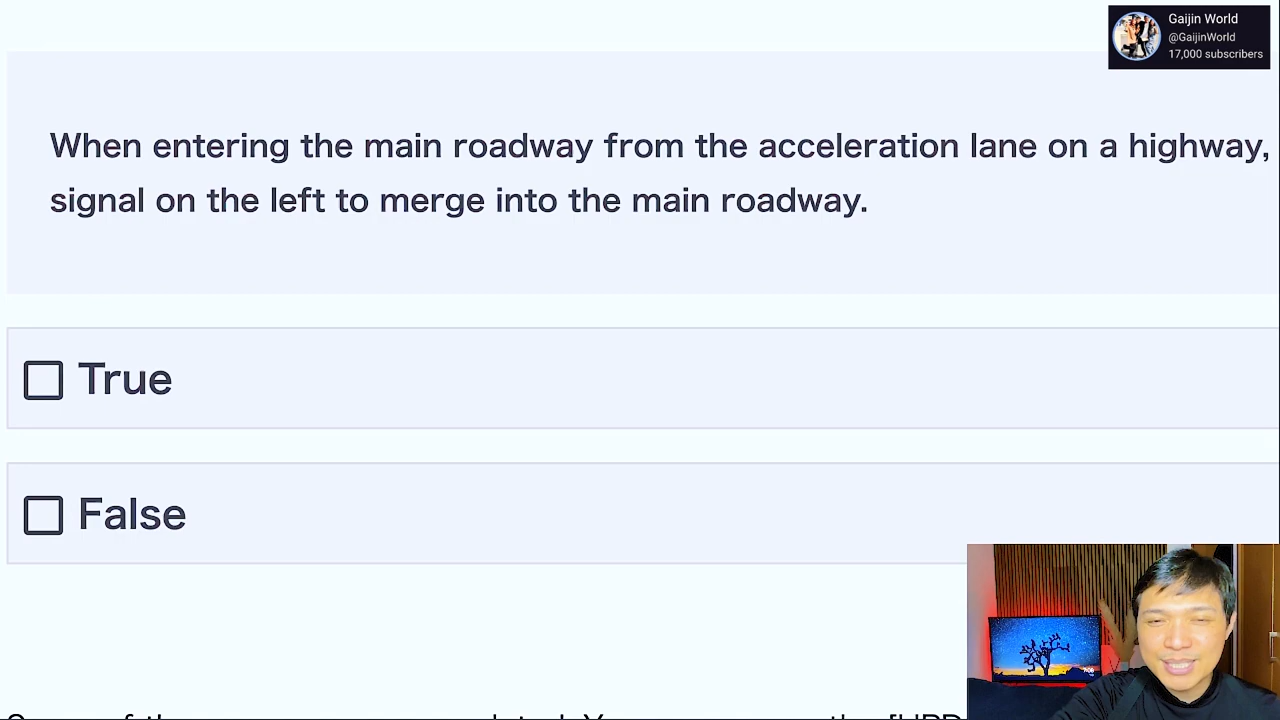 Gaijin World
@GaijinWorld
17,000 subscribers
When entering the main roadway from the acceleration lane on a highway,
signal on the left to merge into the main roadway.
True
False